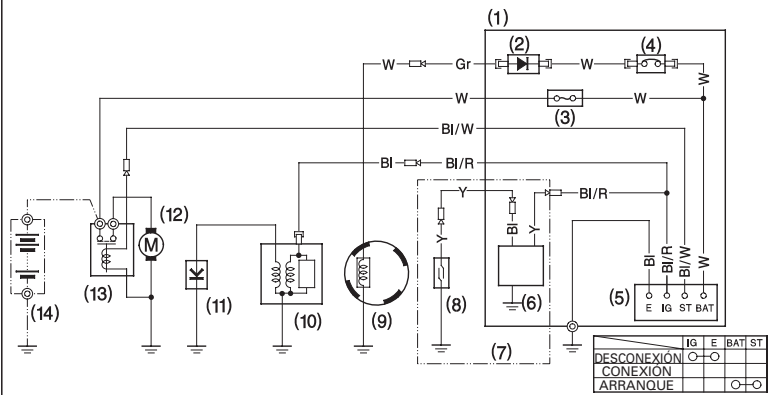 (1)
(2)
(4)
W
Gr
W
W
W
W
W
(3)
Bl/W
Bl
Bl/R
Y
Bl/R
(12)
M
Y
Bl
Y
Bl
Bl/R
Bl/W
W
(5)
E IG ST BAT
(14)
(13)
(11)
(10)
(9)
(8)
(6)
(7)
IG E BAT ST
DESCONEXIÓN
CONEXIÓN
ARRANQUE